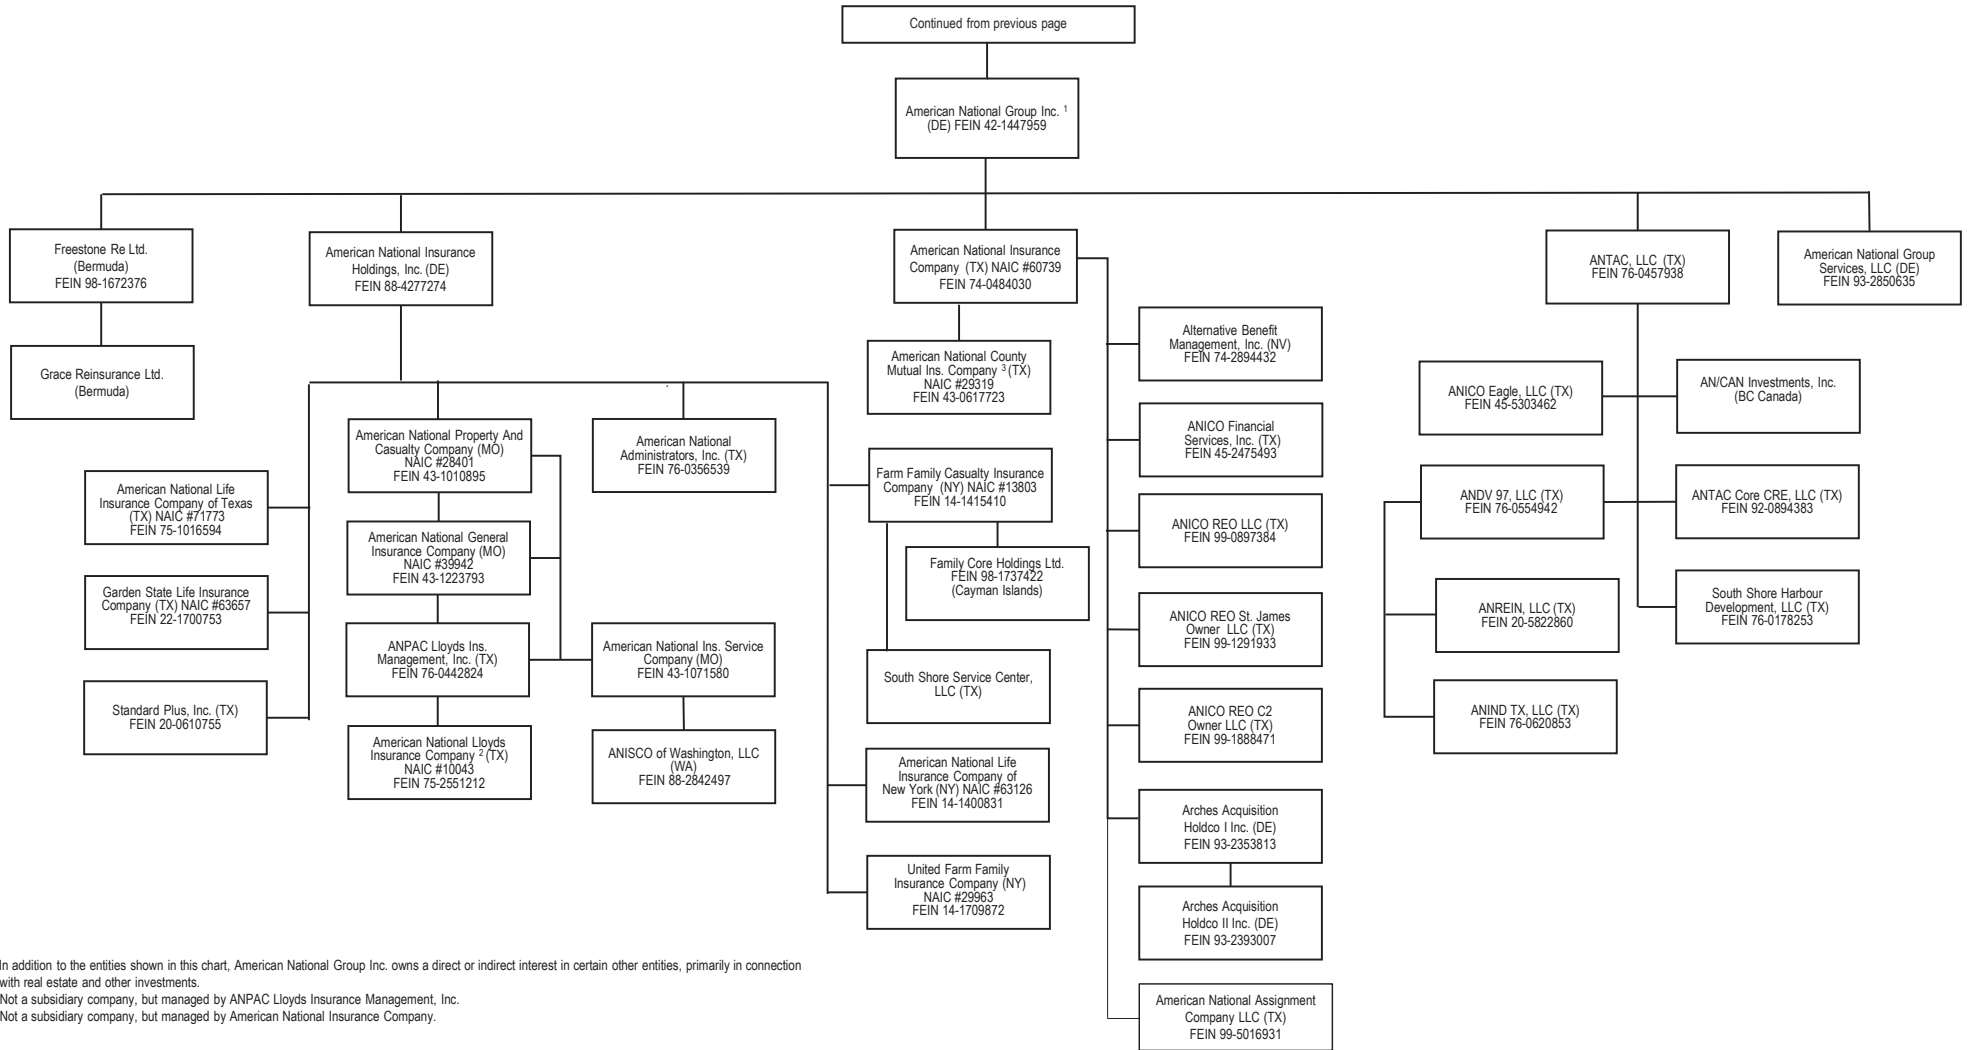 Continued from previous page
American National Group Inc. 1
(DE) FEIN 42-1447959
Freestone Re Ltd.
(Bermuda)
FEIN 98-1672376
American National Insurance
Holdings, Inc. (DE)
FEIN 88-4277274
American National Insurance
Company (TX) NAIC #60739
FEIN 74-0484030
ANTAC, LLC (TX)
FEIN 76-0457938
American National Group
Services, LLC (DE)
FEIN 93-2850635
Grace Reinsurance Ltd.
(Bermuda)
American National Life
Insurance Company of Texas
(TX) NAIC #71773
FEIN 75-1016594
Garden State Life Insurance
Company (TX) NAIC #63657
FEIN 22-1700753
Standard Plus, Inc. (TX)
FEIN 20-0610755
American National Property And
Casualty Company (MO)
NAIC #28401
FEIN 43-1010895
American National General
Insurance Company (MO)
NAIC #39942
FEIN 43-1223793
ANPAC Lloyds Ins.
Management, Inc. (TX)
FEIN 76-0442824
American National Lloyds
Insurance Company 2 (TX)
NAIC #10043
FEIN 75-2551212
American National
Administrators, Inc. (TX)
FEIN 76-0356539
American National Ins. Service
Company (MO)
FEIN 43-1071580
ANISCO of Washington, LLC
(WA)
FEIN 88-2842497
American National County
Mutual Ins. Company 3 (TX)
NAIC #29319
FEIN 43-0617723
Farm Family Casualty Insurance
Company (NY) NAIC #13803
FEIN 14-1415410
Family Core Holdings Ltd.
FEIN 98-1737422
(Cayman Islands)
South Shore Service Center,
LLC (TX)
American National Life
Insurance Company of
New York (NY) NAIC #63126
FEIN 14-1400831
United Farm Family
Insurance Company (NY)
NAIC #29963
FEIN 14-1709872
Alternative Benefit
Management, Inc. (NV)
FEIN 74-2894432
ANICO Financial
Services, Inc. (TX)
FEIN 45-2475493
ANICO REO LLC (TX)
FEIN 99-0897384
ANICO REO St. James
Owner LLC (TX)
FEIN 99-1291933
ANICO REO C2
Owner LLC (TX)
FEIN 99-1888471
Arches Acquisition
Holdco I Inc. (DE)
FEIN 93-2353813
Arches Acquisition
Holdco II Inc. (DE)
FEIN 93-2393007
American National Assignment
Company LLC (TX)
FEIN 99-5016931
ANICO Eagle, LLC (TX)
FEIN 45-5303462
AN/CAN Investments, Inc.
(BC Canada)
ANDV 97, LLC (TX)
FEIN 76-0554942
ANTAC Core CRE, LLC (TX)
FEIN 92-0894383
ANREIN, LLC (TX)
FEIN 20-5822860
South Shore Harbour
Development, LLC (TX)
FEIN 76-0178253
ANIND TX, LLC (TX)
FEIN 76-0620853
In addition to the entities shown in this chart, American National Group Inc. owns a direct or indirect interest in certain other entities, primarily in connection
with real estate and other investments.
Not a subsidiary company, but managed by ANPAC Lloyds Insurance Management, Inc.
Not a subsidiary company, but managed by American National Insurance Company.